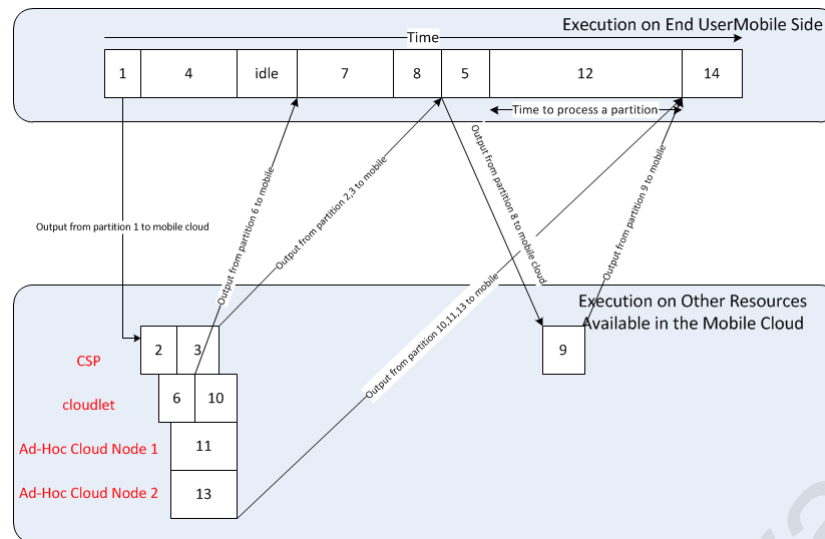 Execution on End UserMobile Side
Time
1
4
idle
7
8
5
12
14
Time to process a partition
Output from partition 1 to mobile cloud
Output from partition 6 to mobile
Output from partition 2,3 to mobile
Output from partition 8 to mobile cloud
Output from partition 9 to mobile
Output from partition 10,11,13 to mobile
Execution on Other Resources
Available in the Mobile Cloud
CSP
2
3
9
cloudlet
6
10
Ad-Hoc Cloud Node 1
11
Ad-Hoc Cloud Node 2
13